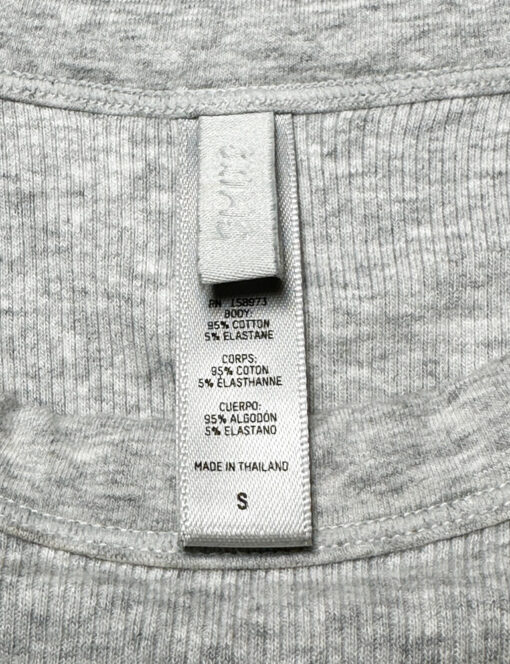 SKIMS
RN 158973
BODY:
95% COTTON
5% ELASTANE
CORPS:
95% COTON
5% ÉLASTHANNE
CUERPO:
95% ALGODÓN
5% ELASTANO
MADE IN THAILAND
S